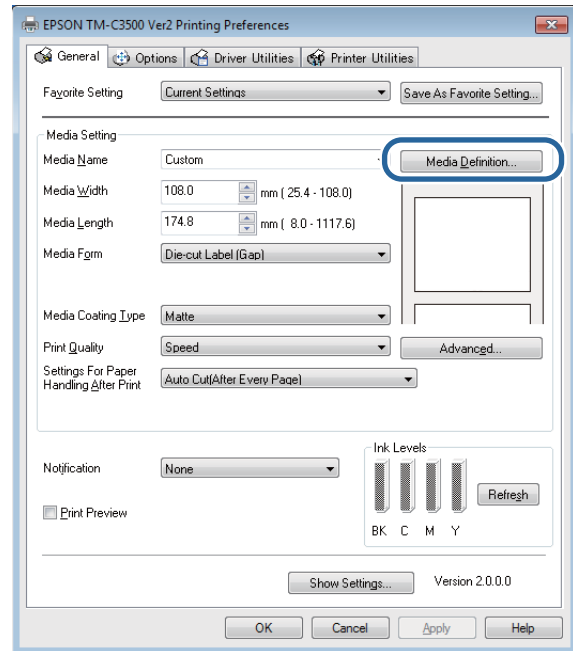 EPSON TM-C3500 Ver2 Printing Preferences
General Options Driver Utilities Printer Utilities
Favorite Setting Current Settings Save As Favorite Setting...
Media Setting
Media Name Custom Media Definition...
Media Width 108.0 mm ( 25.4 - 108.0)
Media Length 174.8 mm ( 8.0 - 1117.6)
Media Form Die-cut Label (Gap)
Media Coating Type Matte
Print Quality Speed Advanced...
Settings For Paper
Handling After Print Auto Cut(After Every Page)
Ink Levels
Notification None
Refresh
Print Preview
BK C M Y
Show Settings... Version 2.0.0.0
OK Cancel Apply Help